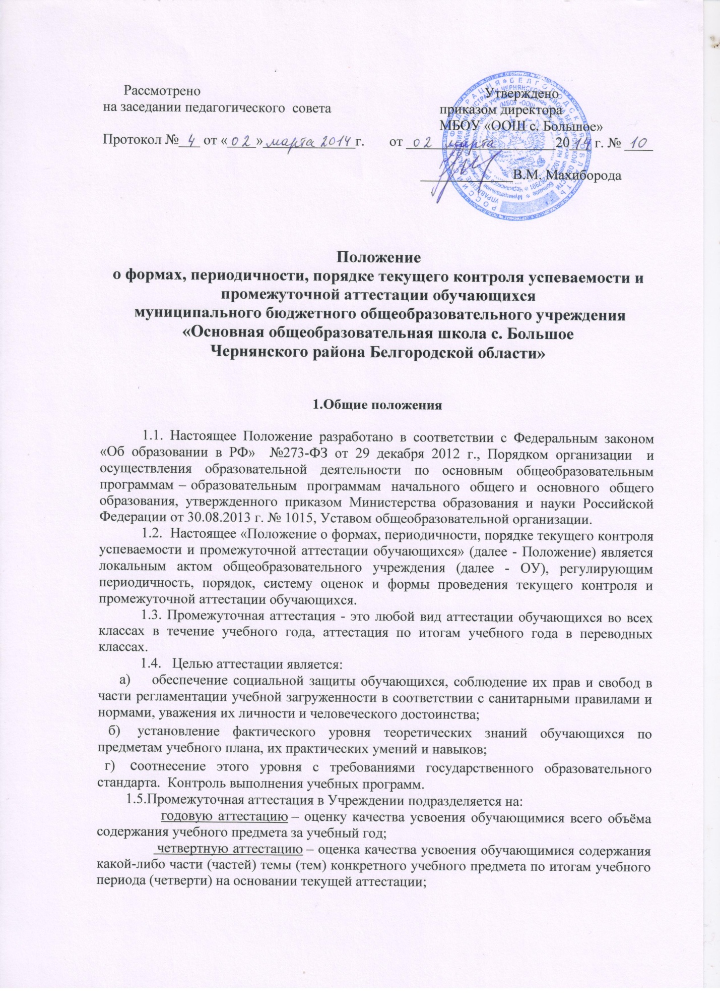 Рассмотрено
на заседании педагогического совета
Протокол № 4 от «02» марта 2014 г.
Утверждено
приказом директора
МБОУ «ООШ с. Большое»
от 02 марта 2014 г. № 10
В.М. Махиборода
Положение
о формах, периодичности, порядке текущего контроля успеваемости и
промежуточной аттестации обучающихся
муниципального бюджетного общеобразовательного учреждения
«Основная общеобразовательная школа с. Большое
Чернянского района Белгородской области»
1.Общие положения
1.1. Настоящее Положение разработано в соответствии с Федеральным законом
«Об образовании в РФ» №273-ФЗ от 29 декабря 2012 г., Порядком организации и
осуществления образовательной деятельности по основным общеобразовательным
программам – образовательным программам начального общего и основного общего
образования, утвержденного приказом Министерства образования и науки Российской
Федерации от 30.08.2013 г. № 1015, Уставом общеобразовательной организации.
1.2. Настоящее «Положение о формах, периодичности, порядке текущего контроля
успеваемости и промежуточной аттестации обучающихся» (далее - Положение) является
локальным актом общеобразовательного учреждения (далее - ОУ), регулирующим
периодичность, порядок, систему оценок и формы проведения текущего контроля и
промежуточной аттестации обучающихся.
1.3. Промежуточная аттестация - это любой вид аттестации обучающихся во всех
классах в течение учебного года, аттестация по итогам учебного года в переводных
классах.
1.4. Целью аттестации является:
а) обеспечение социальной защиты обучающихся, соблюдение их прав и свобод в
части регламентации учебной загруженности в соответствии с санитарными правилами и
нормами, уважения их личности и человеческого достоинства;
б) установление фактического уровня теоретических знаний обучающихся по
предметам учебного плана, их практических умений и навыков;
г) соотнесение этого уровня с требованиями государственного образовательного
стандарта. Контроль выполнения учебных программ.
1.5.Промежуточная аттестация в Учреждении подразделяется на:
годовую аттестацию – оценку качества усвоения обучающимися всего объёма
содержания учебного предмета за учебный год;
четвертную аттестацию – оценка качества усвоения обучающимися содержания
какой-либо части (частей) темы (тем) конкретного учебного предмета по итогам учебного
периода (четверти) на основании текущей аттестации;